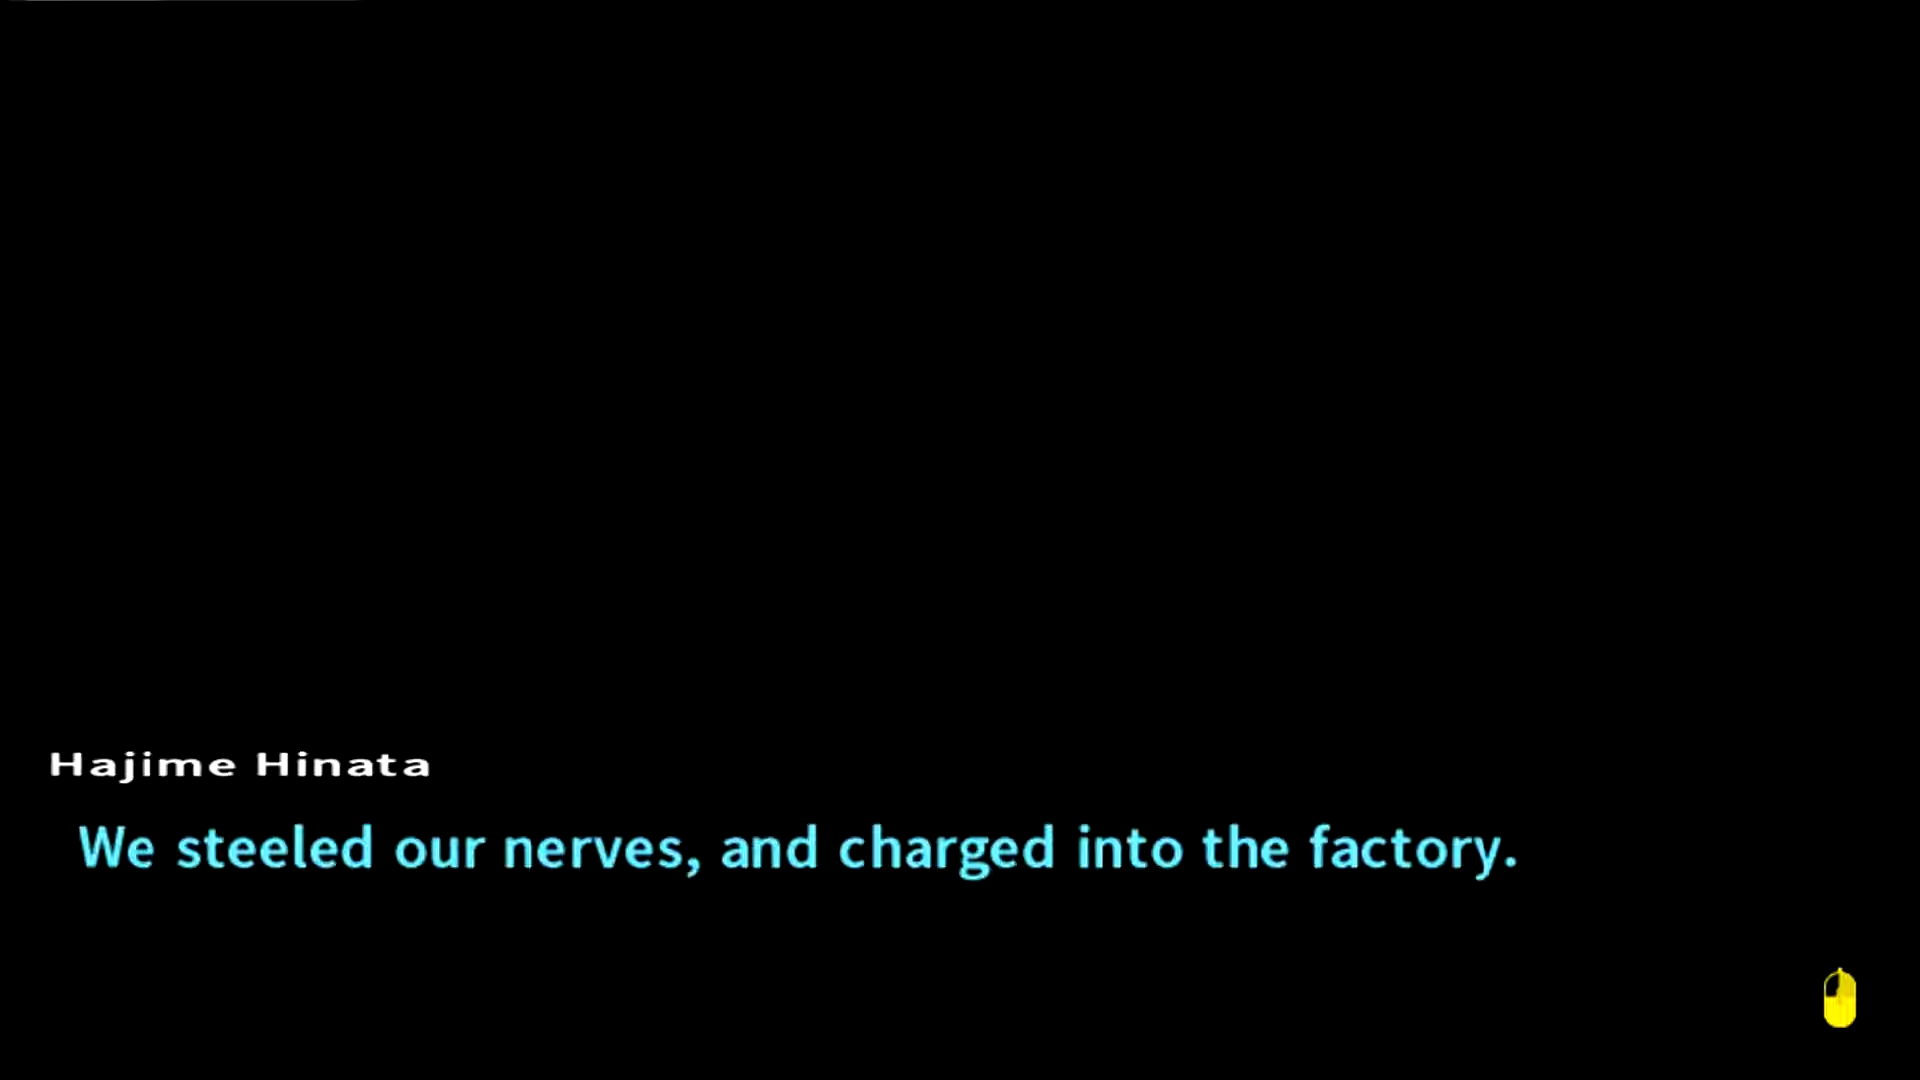 Hajime Hinata
We steeled our nerves, and charged into the factory.